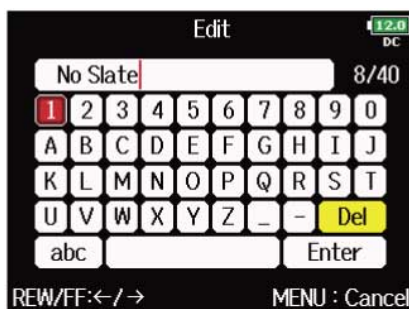 Edit 12.0
DC
No Slate 8/40
1 2 3 4 5 6 7 8 9 0
A B C D E F G H I J
K L M N O P Q R S T
U V W X Y Z _ - Del
abc Enter
REW/FF:←/→ MENU : Cancel